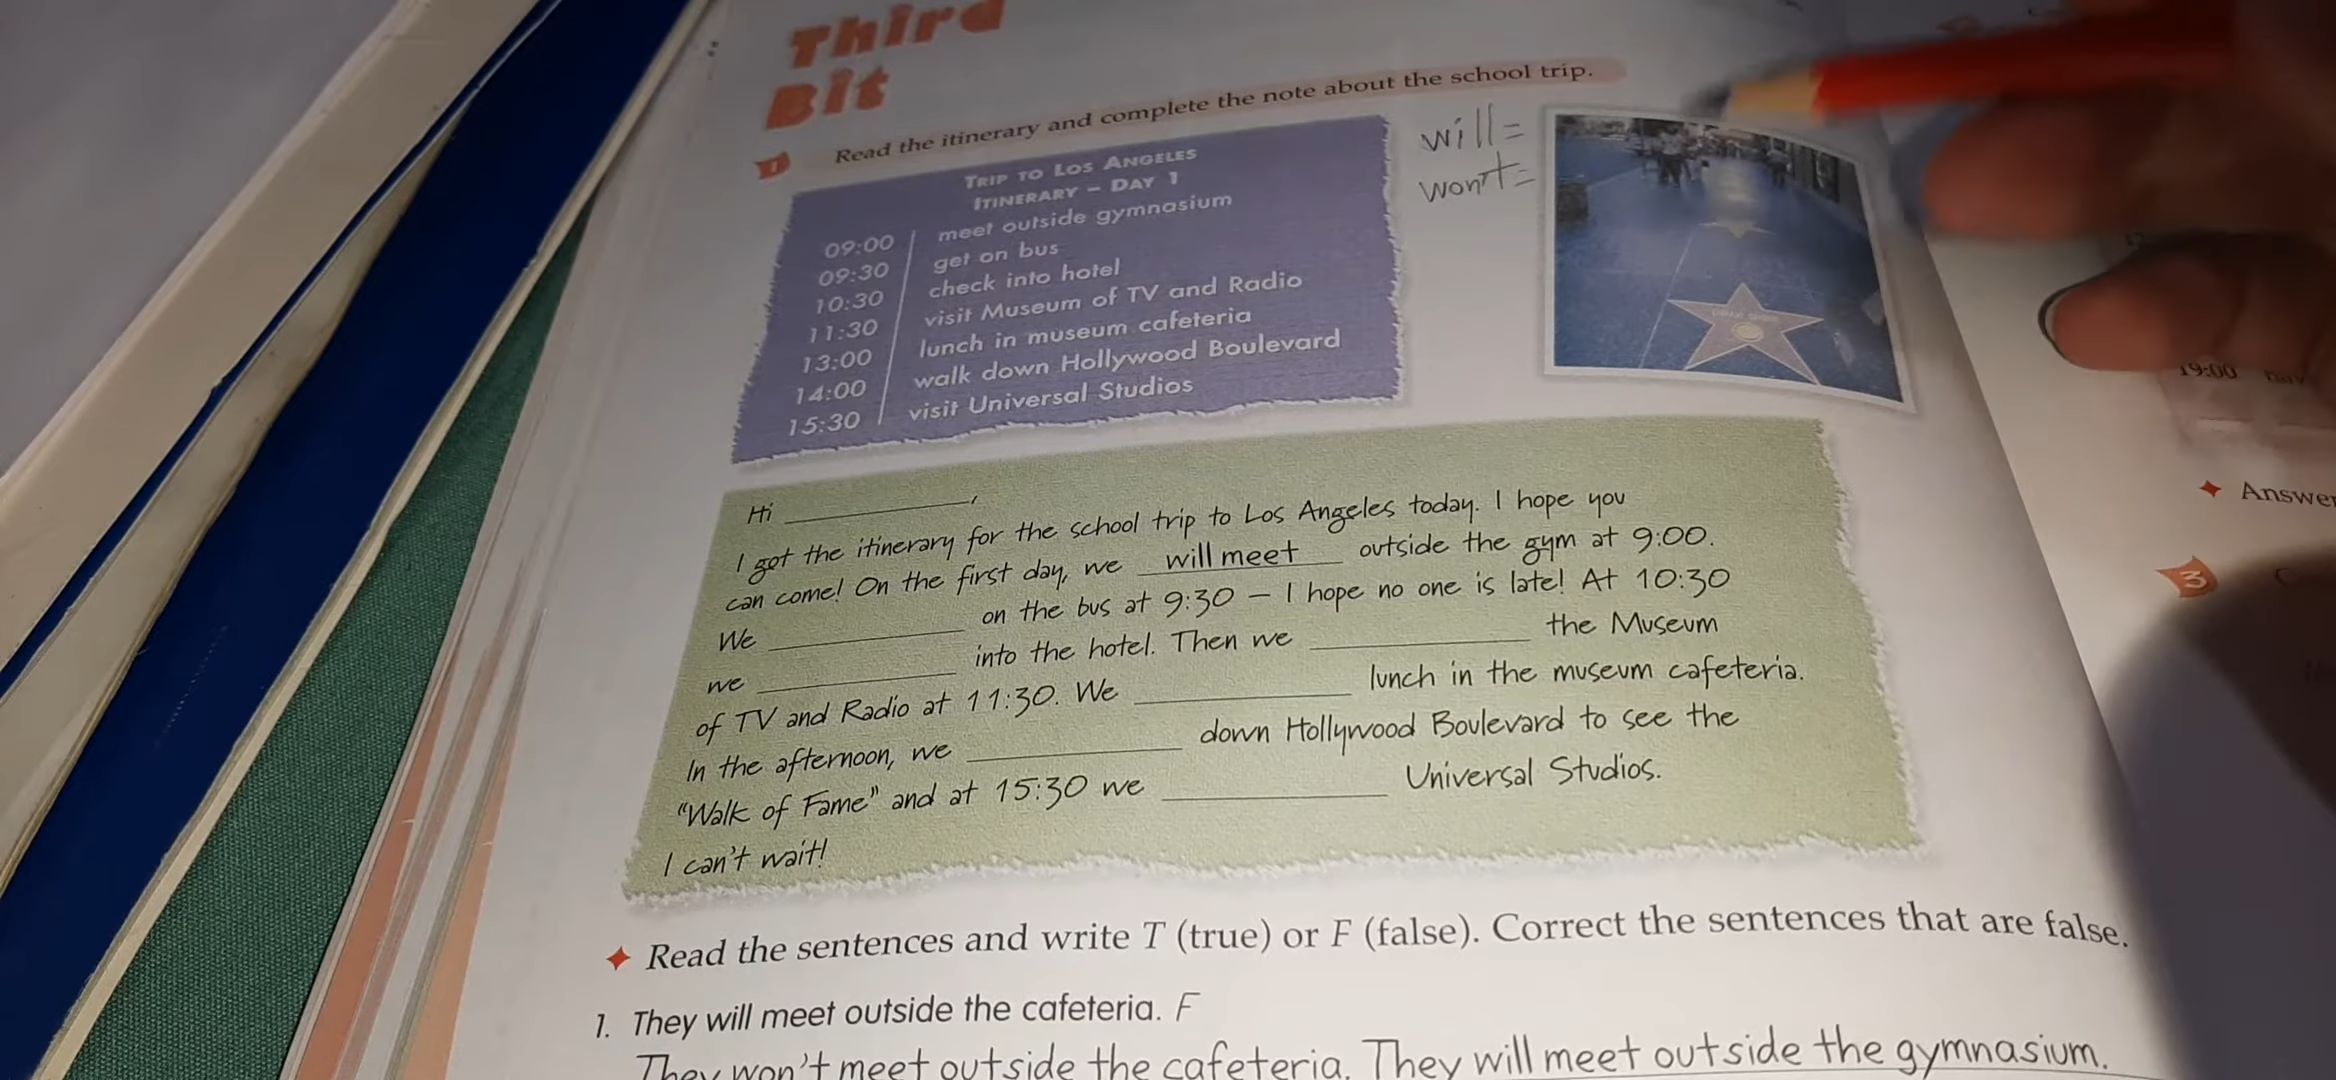 Third
Bit
1 Read the itinerary and complete the note about the school trip.
will=
won't=
TRIP TO LOS ANGELES
ITINERARY – DAY 1
09:00 meet outside gymnasium
09:30 get on bus
10:30 check into hotel
11:30 visit Museum of TV and Radio
13:00 lunch in museum cafeteria
14:00 walk down Hollywood Boulevard
15:30 visit Universal Studios
Hi ____________,
I got the itinerary for the school trip to Los Angeles today. I hope you
can come! On the first day, we will meet outside the gym at 9:00.
We ____________ on the bus at 9:30 – I hope no one is late! At 10:30
we ____________ into the hotel. Then we ____________ the Museum
of TV and Radio at 11:30. We ____________ lunch in the museum cafeteria.
In the afternoon, we ____________ down Hollywood Boulevard to see the
"Walk of Fame" and at 15:30 we ____________ Universal Studios.
I can't wait!
Read the sentences and write T (true) or F (false). Correct the sentences that are false.
1. They will meet outside the cafeteria. F
They won't meet outside the cafeteria. They will meet outside the gymnasium.
19:00
Answer
3